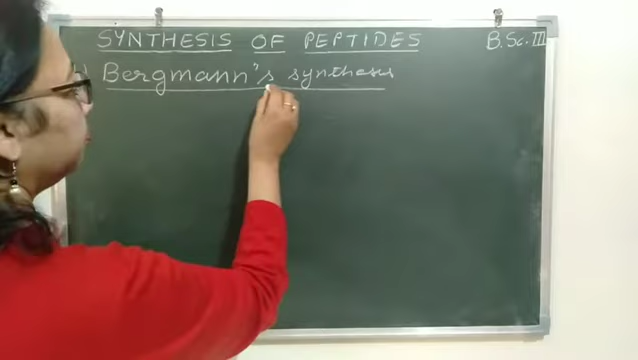 SYNTHESIS OF PEPTIDES
B.Sc. III
) Bergmann's synthesis